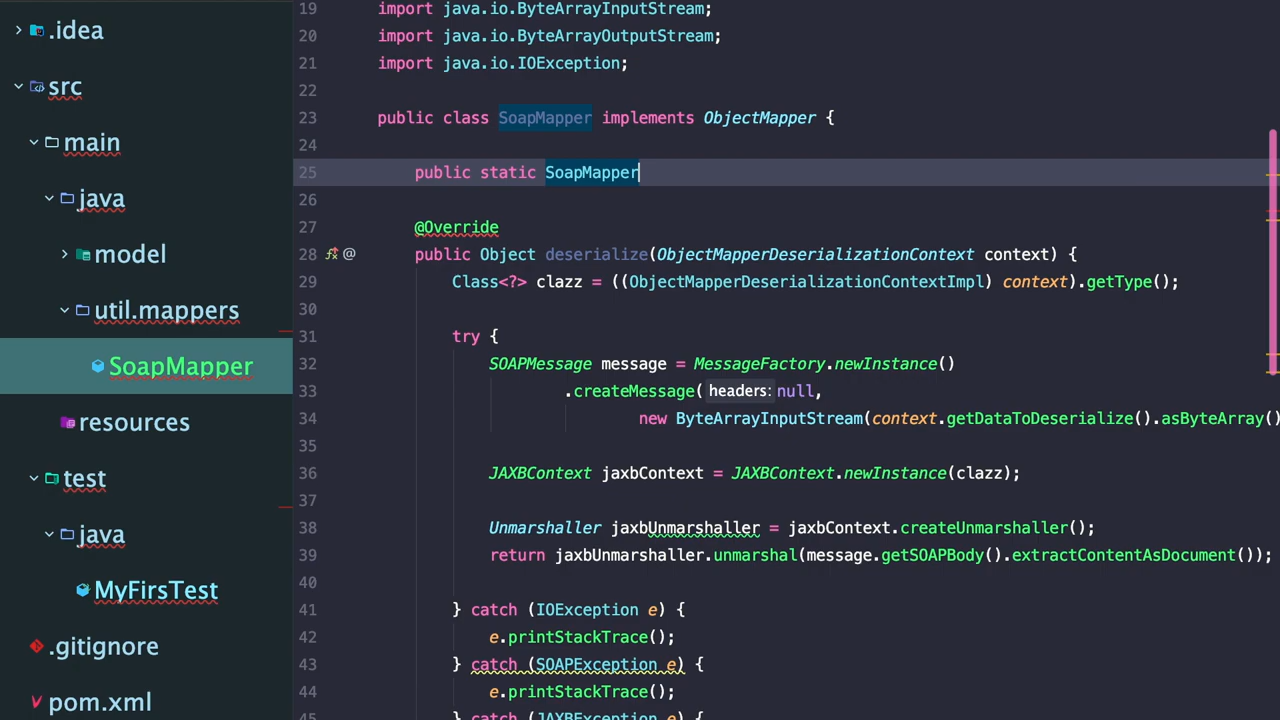 .idea
src
main
java
model
util.mappers
SoapMapper
resources
test
java
MyFirsTest
.gitignore
pom.xml
19 import java.io.ByteArrayInputStream;
20 import java.io.ByteArrayOutputStream;
21 import java.io.IOException;
22
23 public class SoapMapper implements ObjectMapper {
24
25 public static SoapMapper
26
27 @Override
28 @ public Object deserialize(ObjectMapperDeserializationContext context) {
29 Class<?> clazz = ((ObjectMapperDeserializationContextImpl) context).getType();
30
31 try {
32 SOAPMessage message = MessageFactory.newInstance()
33 .createMessage( headers: null,
34 new ByteArrayInputStream(context.getDataToDeserialize().asByteArray()
35
36 JAXBContext jaxbContext = JAXBContext.newInstance(clazz);
37
38 Unmarshaller jaxbUnmarshaller = jaxbContext.createUnmarshaller();
39 return jaxbUnmarshaller.unmarshal(message.getSOAPBody().extractContentAsDocument());
40
41 } catch (IOException e) {
42 e.printStackTrace();
43 } catch (SOAPException e) {
44 e.printStackTrace();
45 } catch (JAXBException e) {